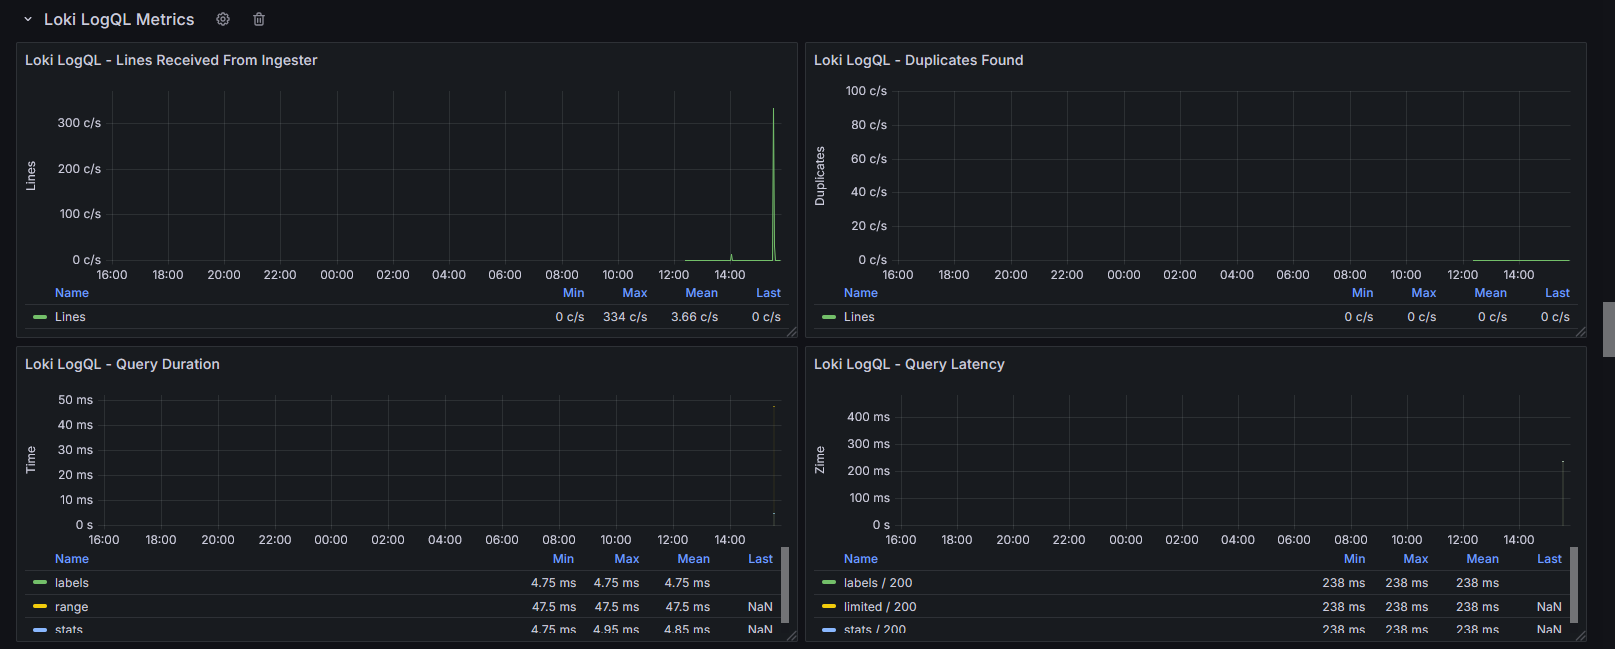 Loki LogQL Metrics
Loki LogQL - Lines Received From Ingester
300 c/s
200 c/s
100 c/s
0 c/s
Lines
16:00 18:00 20:00 22:00 00:00 02:00 04:00 06:00 08:00 10:00 12:00 14:00
Name Min Max Mean Last
Lines 0 c/s 334 c/s 3.66 c/s 0 c/s
Loki LogQL - Duplicates Found
100 c/s
80 c/s
60 c/s
40 c/s
20 c/s
0 c/s
Duplicates
16:00 18:00 20:00 22:00 00:00 02:00 04:00 06:00 08:00 10:00 12:00 14:00
Name Min Max Mean Last
Lines 0 c/s 0 c/s 0 c/s 0 c/s
Loki LogQL - Query Duration
50 ms
40 ms
30 ms
20 ms
10 ms
0 s
Time
16:00 18:00 20:00 22:00 00:00 02:00 04:00 06:00 08:00 10:00 12:00 14:00
Name Min Max Mean Last
labels 4.75 ms 4.75 ms 4.75 ms
range 47.5 ms 47.5 ms 47.5 ms NaN
stats 4.75 ms 4.95 ms 4.85 ms NaN
Loki LogQL - Query Latency
400 ms
300 ms
200 ms
100 ms
0 s
Zime
16:00 18:00 20:00 22:00 00:00 02:00 04:00 06:00 08:00 10:00 12:00 14:00
Name Min Max Mean Last
labels / 200 238 ms 238 ms 238 ms
limited / 200 238 ms 238 ms 238 ms NaN
stats / 200 238 ms 238 ms 238 ms NaN